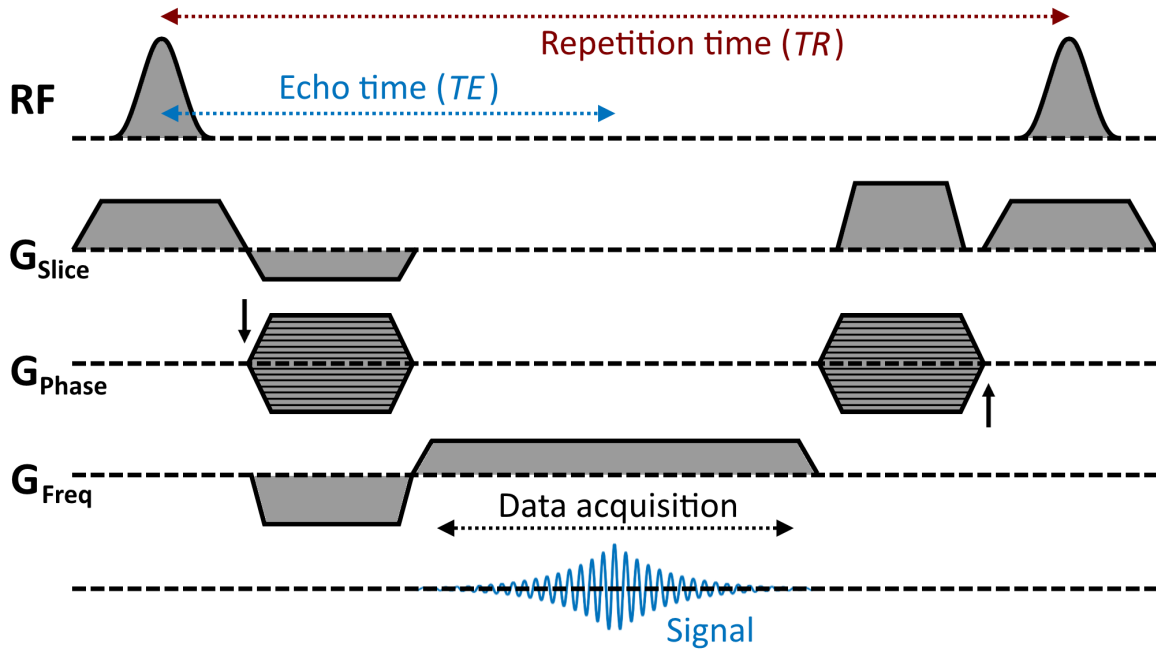 Repetition time (TR)
Echo time (TE)
RF
GSlice
GPhase
GFreq
Data acquisition
Signal